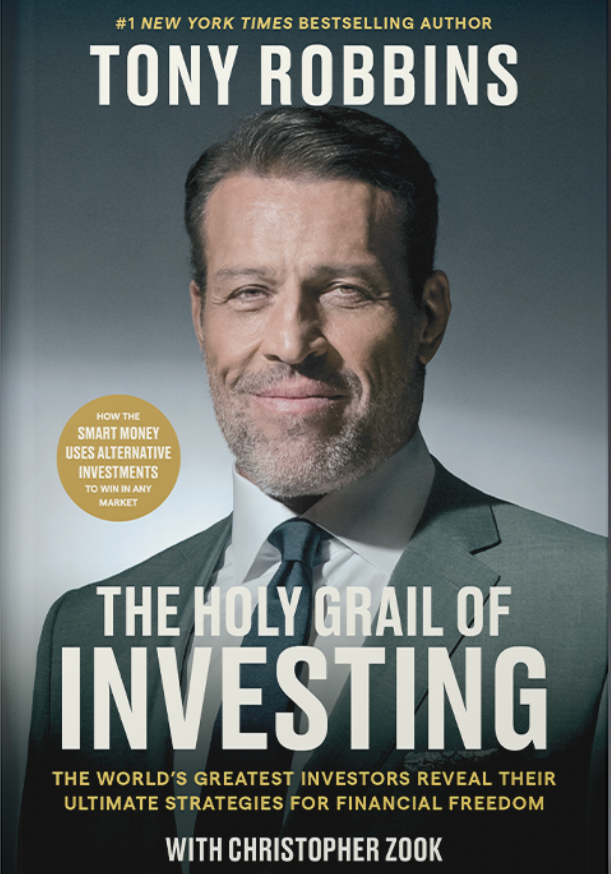 #1 NEW YORK TIMES BESTSELLING AUTHOR
TONY ROBBINS
HOW THE
SMART MONEY
USES ALTERNATIVE
INVESTMENTS
TO WIN IN ANY
MARKET
THE HOLY GRAIL OF
INVESTING
THE WORLD'S GREATEST INVESTORS REVEAL THEIR
ULTIMATE STRATEGIES FOR FINANCIAL FREEDOM
WITH CHRISTOPHER ZOOK